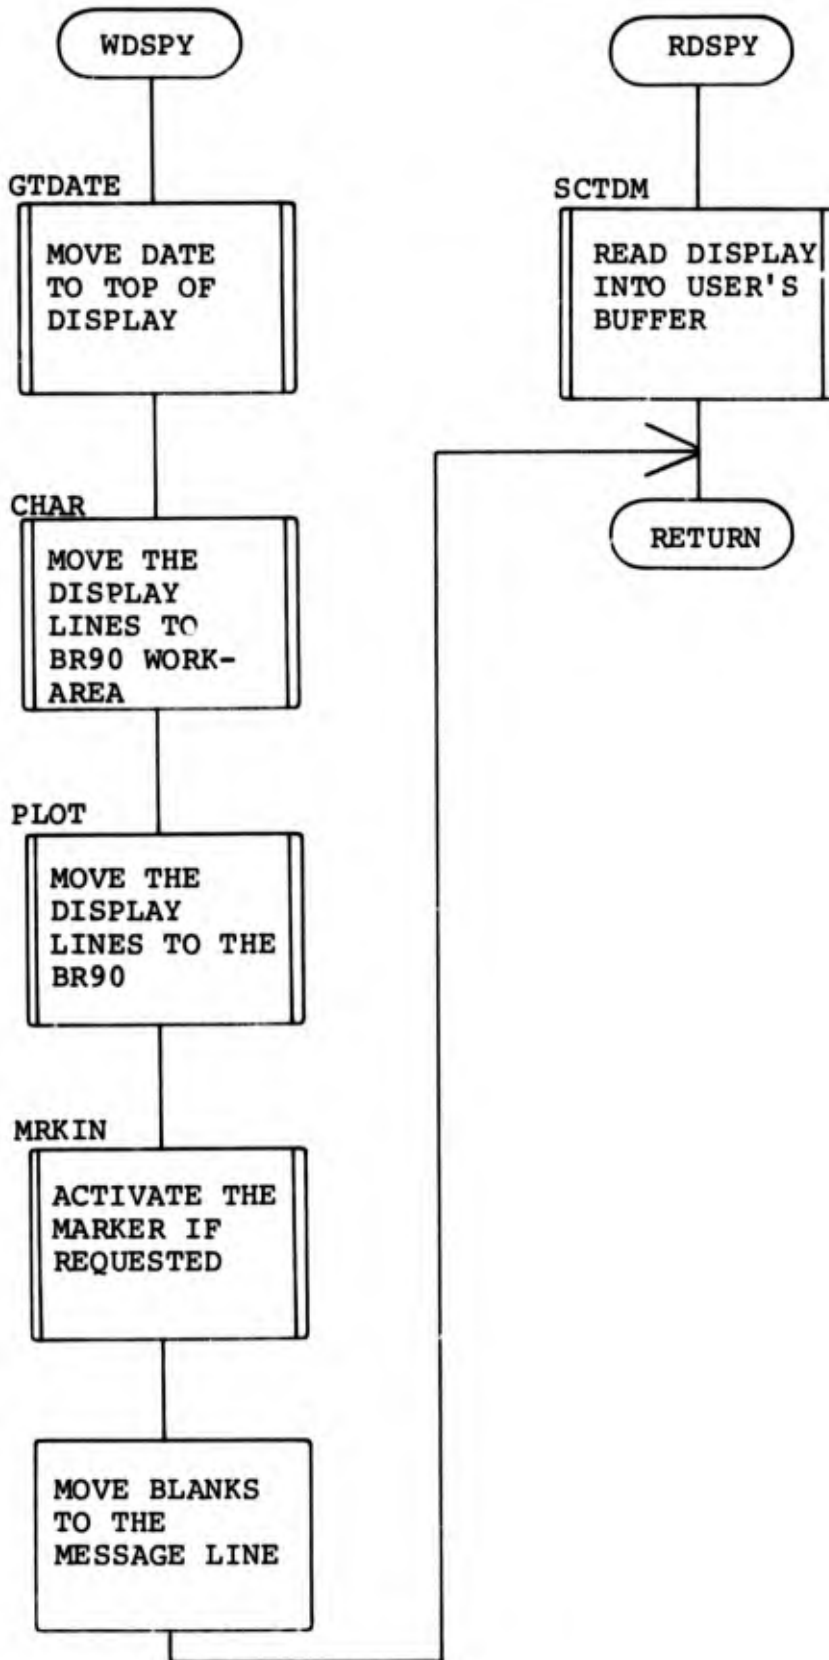 WDSPY
GTDATE
MOVE DATE
TO TOP OF
DISPLAY
CHAR
MOVE THE
DISPLAY
LINES TO
BR90 WORK-
AREA
PLOT
MOVE THE
DISPLAY
LINES TO THE
BR90
MRKIN
ACTIVATE THE
MARKER IF
REQUESTED
MOVE BLANKS
TO THE
MESSAGE LINE
RDSPY
SCTDM
READ DISPLAY
INTO USER'S
BUFFER
RETURN